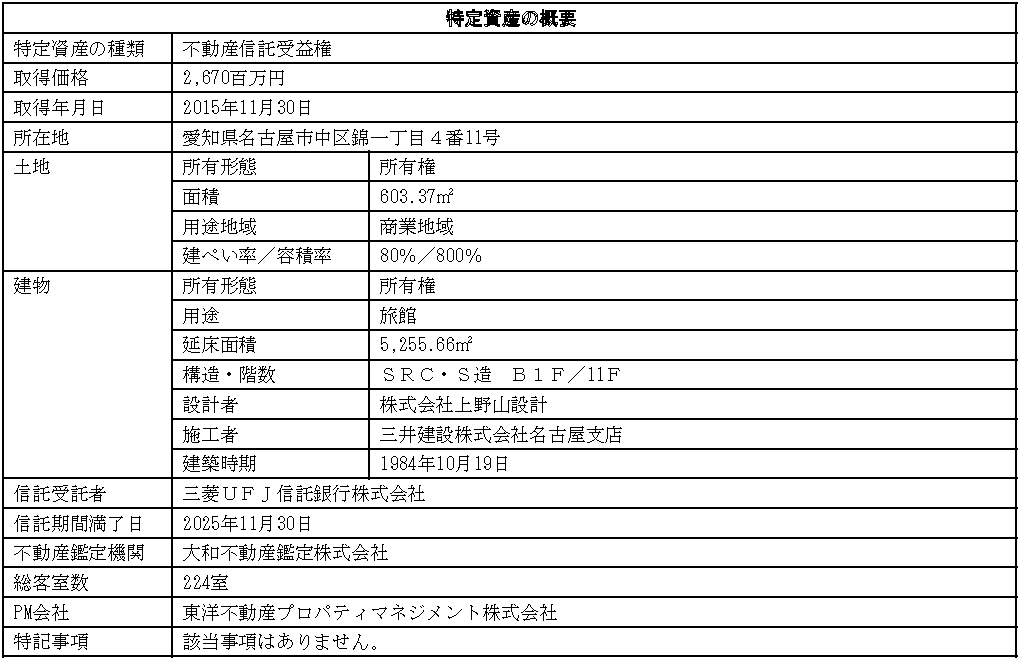 特定資産の概要
特定資産の種類 不動産信託受益権
取得価格 2,670百万円
取得年月日 2015年11月30日
所在地 愛知県名古屋市中区錦一丁目４番11号
土地 所有形態 所有権
面積 603.37㎡
用途地域 商業地域
建ぺい率／容積率 80%／800%
建物 所有形態 所有権
用途 旅館
延床面積 5,255.66㎡
構造・階数 ＳＲＣ・Ｓ造　Ｂ１Ｆ／11Ｆ
設計者 株式会社上野山設計
施工者 三井建設株式会社名古屋支店
建築時期 1984年10月19日
信託受託者 三菱ＵＦＪ信託銀行株式会社
信託期間満了日 2025年11月30日
不動産鑑定機関 大和不動産鑑定株式会社
総客室数 224室
PM会社 東洋不動産プロパティマネジメント株式会社
特記事項 該当事項はありません。